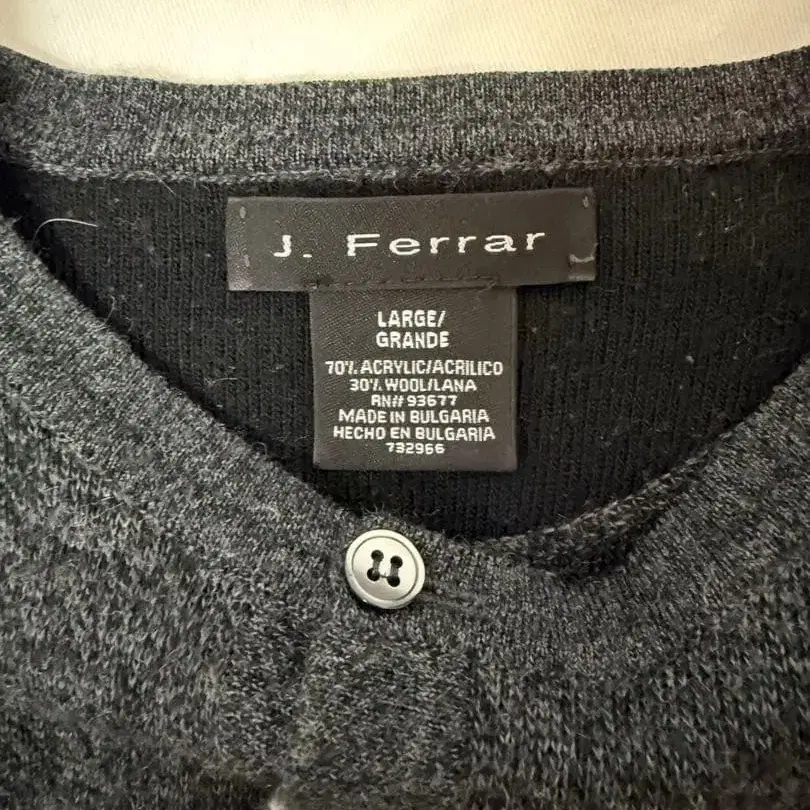 J. Ferrar
LARGE/
GRANDE
70% ACRYLIC/ACRILICO
30% WOOL/LANA
RN# 93677
MADE IN BULGARIA
HECHO EN BULGARIA
732966